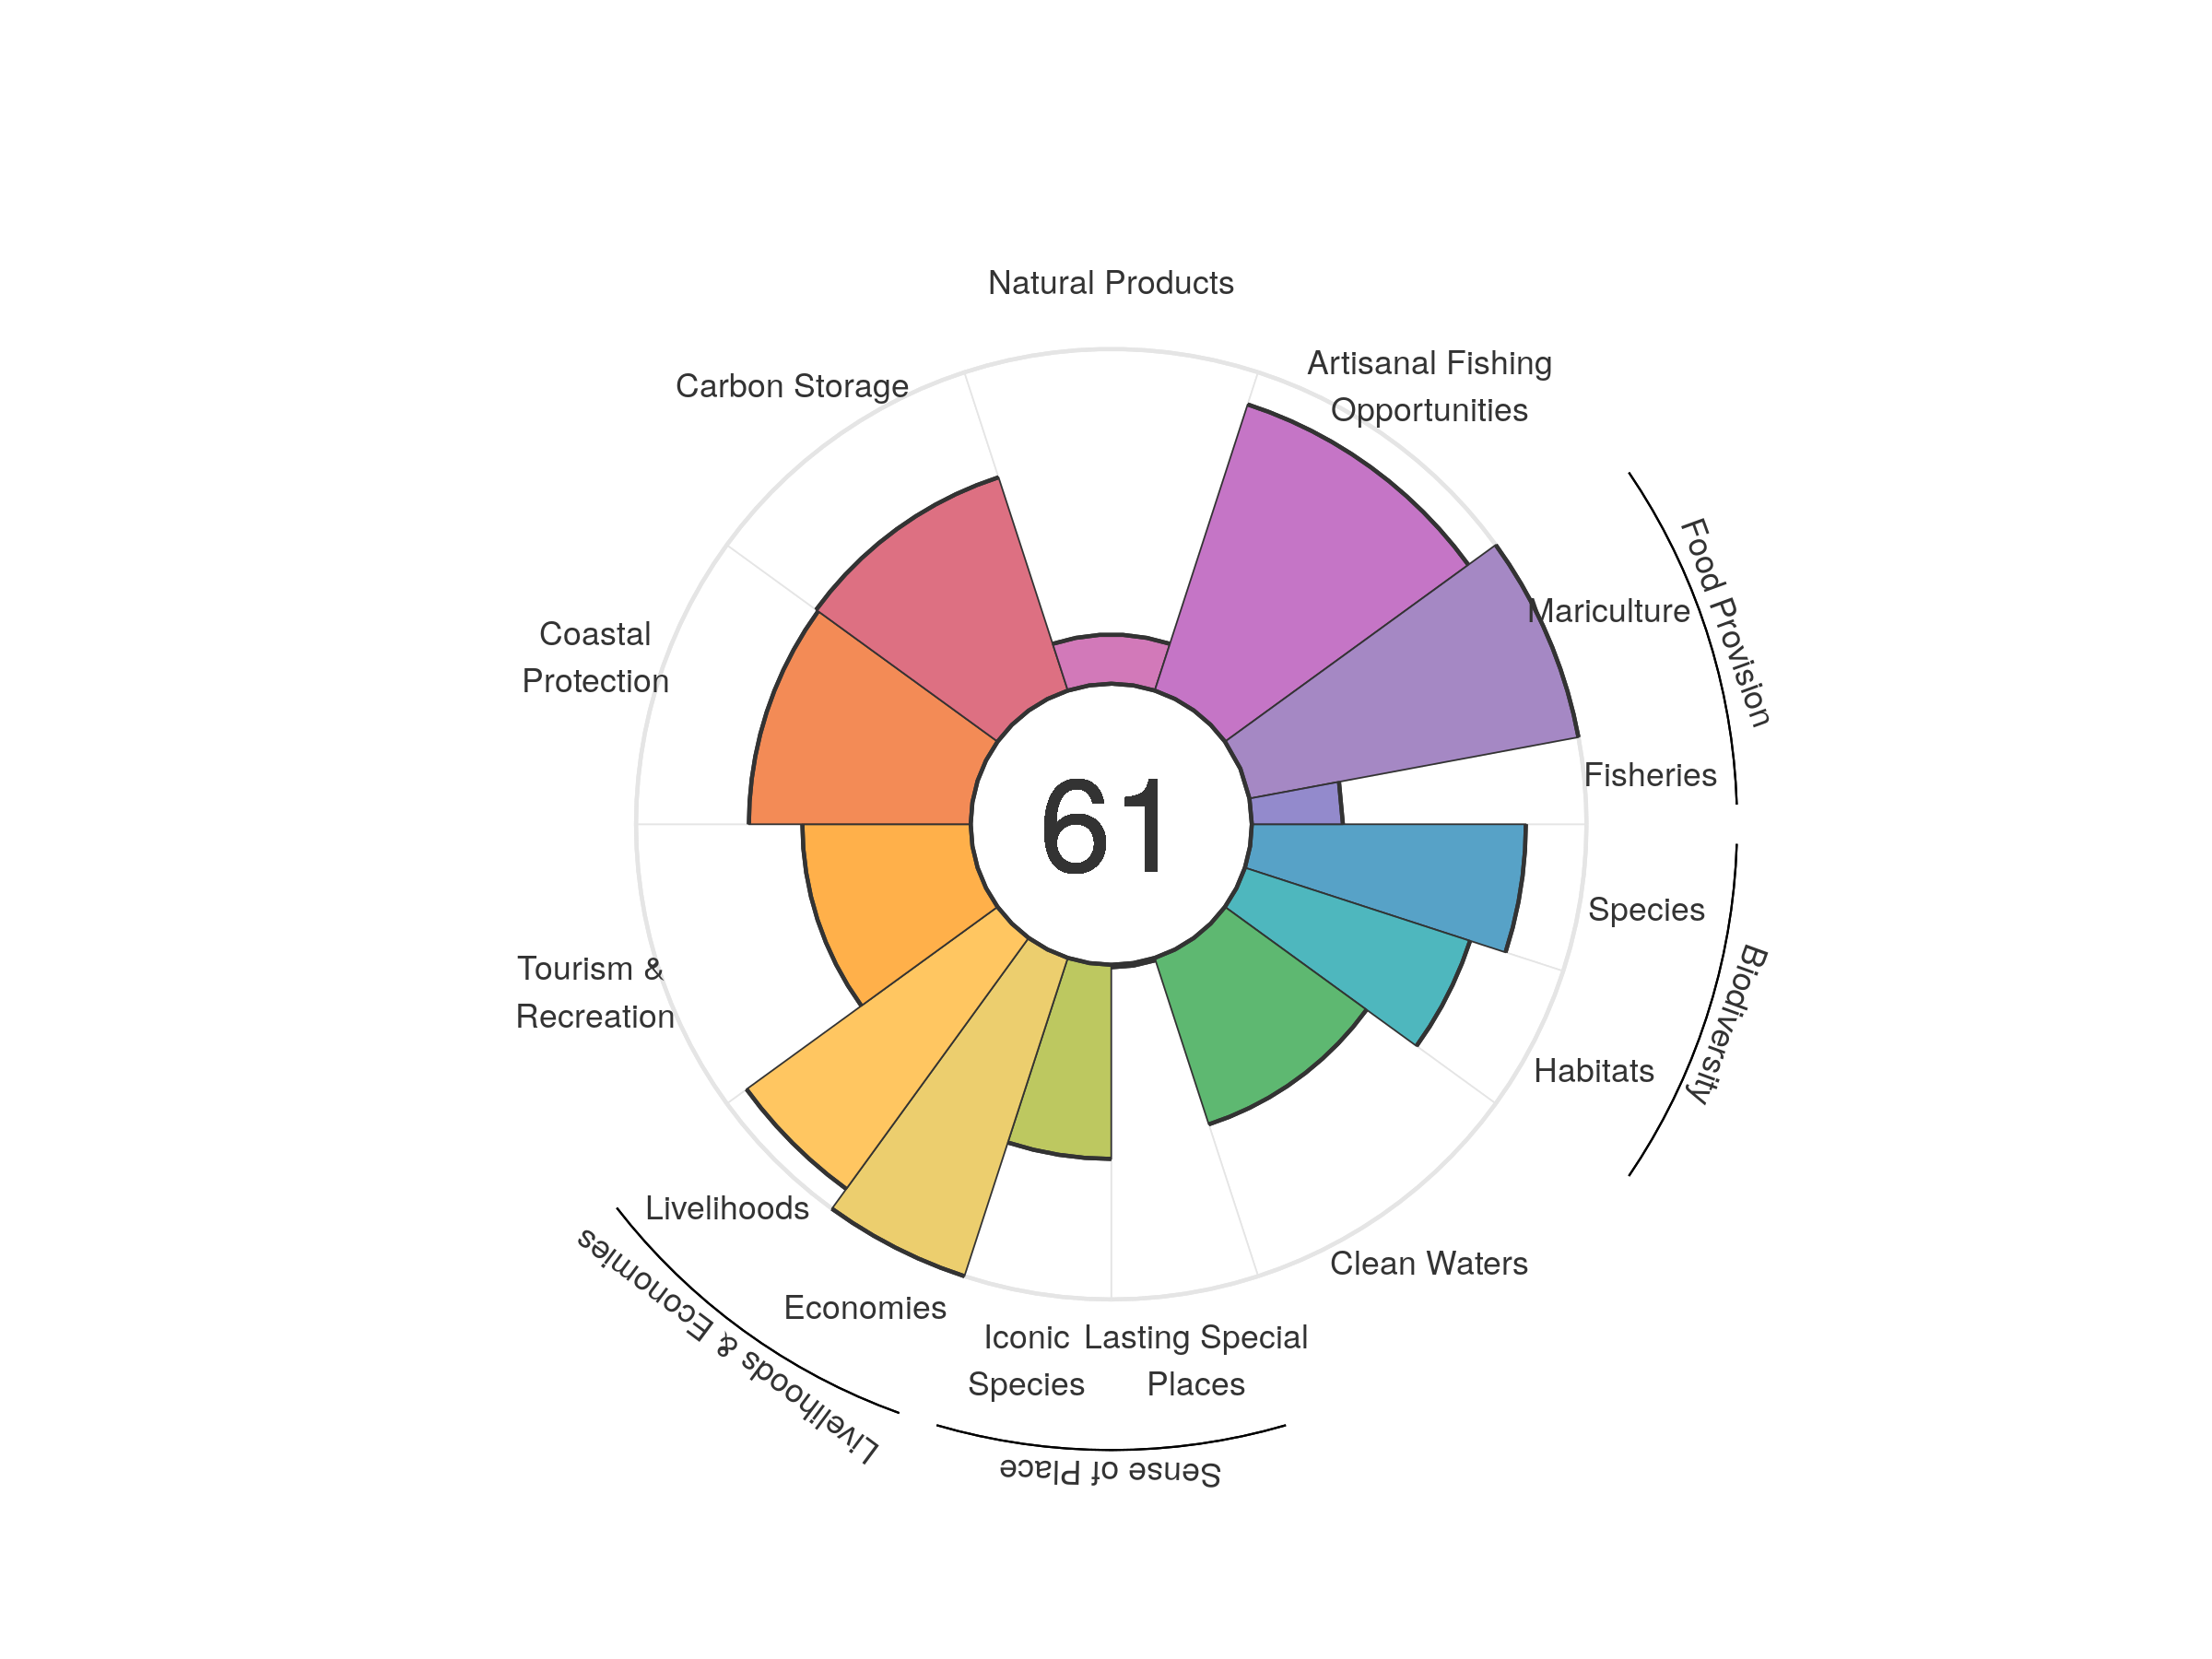 Natural Products
Artisanal Fishing
Opportunities
Carbon Storage
Food Provision
Mariculture
Coastal
Protection
Fisheries
61
Species
Biodiversity
Tourism &
Recreation
Habitats
Livelihoods
Livelihoods & Economies
Clean Waters
Economies
Iconic
Species
Lasting Special
Places
Sense of Place